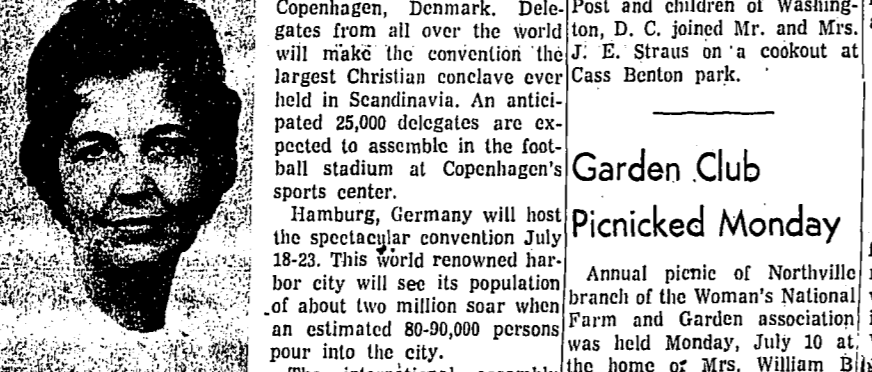 Copenhagen, Denmark. Dele-
gates from all over the world
will make the convention the
largest Christian conclave ever
held in Scandinavia. An antici-
pated 25,000 delegates are ex-
pected to assemble in the foot-
ball stadium at Copenhagen's
sports center.
Hamburg, Germany will host
the spectacular convention July
18-23. This world renowned har-
bor city will see its population
of about two million soar when
an estimated 80-90,000 persons
pour into the city.
The international assembly
Post and children of Washing-
ton, D. C. joined Mr. and Mrs.
J. E. Straus on a cookout at
Cass Benton park.
Garden Club
Picnicked Monday
Annual picnic of Northville
branch of the Woman's National
Farm and Garden association
was held Monday, July 10 at
the home of Mrs. William